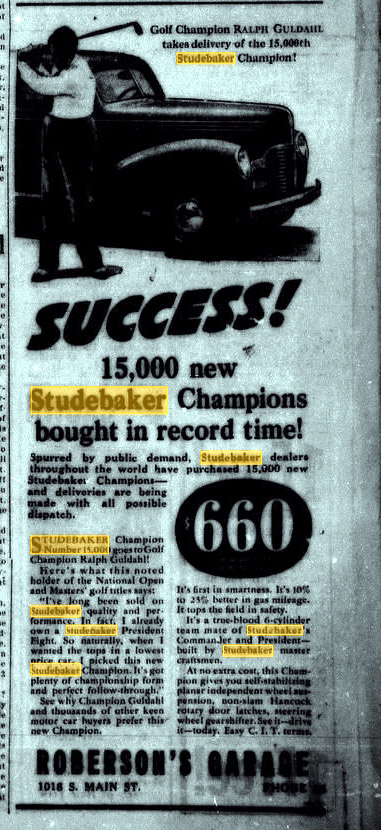 Golf Champion RALPH GULDAHL
takes delivery of the 15,000th
Studebaker Champion!
SUCCESS!
15,000 new
Studebaker Champions
bought in record time!
Spurred by public demand, Studebaker dealers
throughout the world have purchased 15,000 new
Studebaker Champions—
and deliveries are being
made with all possible
dispatch.
$660
STUDEBAKER Champion
Number 15,000 goes to Golf
Champion Ralph Guldahl!
Here's what this noted
holder of the National Open
and Masters' golf titles says:
"I've long been sold on
Studebaker quality and per-
formance. In fact, I already
own a Studebaker President
Eight. So naturally, when I
wanted the tops in a lowest
price car, I picked this new
Studebaker Champion. It's got
plenty of championship form
and perfect follow-through."
See why Champion Guldahl
and thousands of other keen
motor car buyers prefer this
new Champion.
It's first in smartness. It's 10%
to 25% better in gas mileage.
It tops the field in safety.
It's a true-blood 6-cylinder
team mate of Studebaker's
Commander and President—
built by Studebaker master
craftsmen.
At no extra cost, this Cham-
pion gives you self-stabilizing
planar independent wheel sus-
pension, non-slam Hancock
rotary door latches, steering
wheel gearshifter. See it—drive
it—today. Easy C. I. T. terms.
ROBERSON'S GARAGE
1016 S. MAIN ST. PHONE